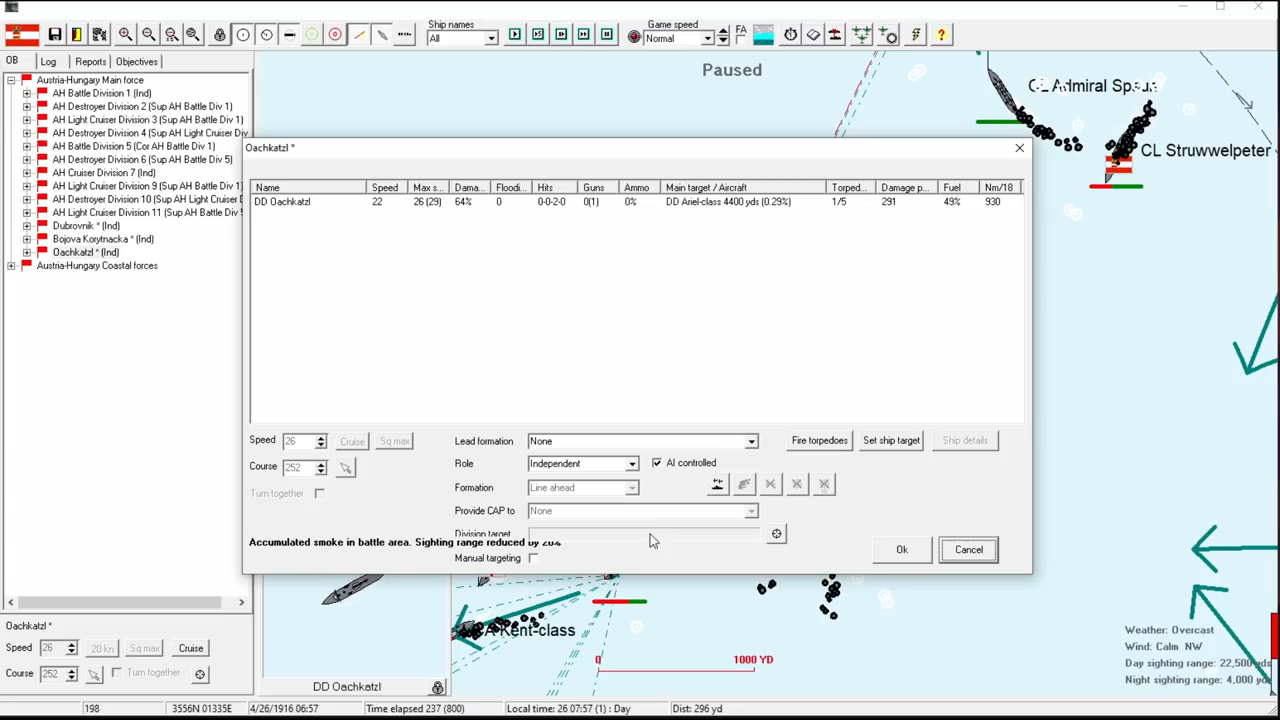 Ship names
All
Game speed
Normal
FA
OB Log Reports Objectives
Paused
Austria-Hungary Main force
AH Battle Division 1 (Ind)
AH Destroyer Division 2 (Sup AH Battle Div 1)
AH Light Cruiser Division 3 (Sup AH Battle Div 1)
AH Destroyer Division 4 (Sup AH Light Cruiser Div
AH Battle Division 5 (Cor AH Battle Div 1)
AH Destroyer Division 6 (Sup AH Battle Div 5)
AH Cruiser Division 7 (Ind)
AH Light Cruiser Division 9 (Sup AH Battle Div 1)
AH Destroyer Division 10 (Sup AH Light Cruiser Div
AH Light Cruiser Division 11 (Sup AH Battle Div
Dubrovnik * (Ind)
Bojova Korytnacka * (Ind)
Oachkatzl * (Ind)
Austria-Hungary Coastal forces
CL Admiral Spaun
CL Struwwelpeter
Oachkatzl *
Name Speed Max s... Dama... Floodi... Hits Guns Ammo Main target / Aircraft Torped... Damage p... Fuel Nm/18
DD Oachkatzl 22 26 (29) 64% 0 0-0-2-0 0(1) 0% DD Ariel-class 4400 yds (0.29%) 1/5 291 49% 930
Speed 26 Cruise Sq max Lead formation None Fire torpedoes Set ship target Ship details
Course 252 Role Independent AI controlled
Turn together Formation Line ahead
Provide CAP to None
Division target
Accumulated smoke in battle area. Sighting range reduced by 20%
Manual targeting
Ok Cancel
Oachkatzl *
Speed 26 20 kn Sq max Cruise
Course 252 Turn together
DD Oachkatzl
CA Kent-class
0 1000 YD
Weather: Overcast
Wind: Calm NW
Day sighting range: 22,500 yds
Night sighting range: 4,000 yds
198 3556N 01335E 4/26/1916 06:57 Time elapsed 237 (800) Local time: 26 07:57 (1) : Day Dist: 296 yd